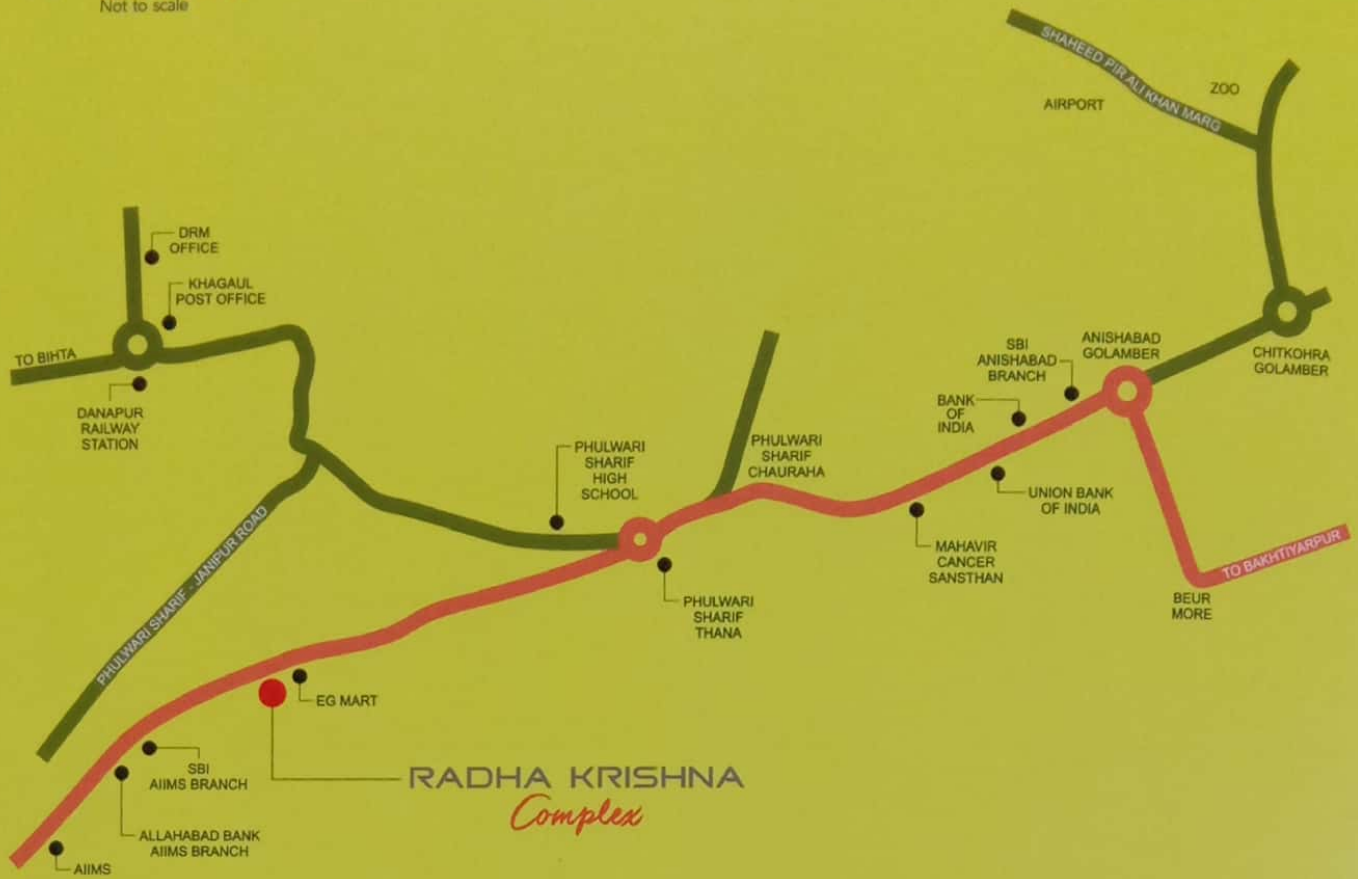 Not to scale
SHAHEED PIR ALI KHAN MARG
ZOO
AIRPORT
DRM
OFFICE
KHAGAUL
POST OFFICE
TO BIHTA
DANAPUR
RAILWAY
STATION
SBI
ANISHABAD
BRANCH
ANISHABAD
GOLAMBER
CHITKOHRA
GOLAMBER
BANK
OF
INDIA
PHULWARI
SHARIF
HIGH
SCHOOL
PHULWARI
SHARIF
CHAURAHA
UNION BANK
OF INDIA
MAHAVIR
CANCER
SANSTHAN
TO BAKHTIYARPUR
BEUR
MORE
PHULWARI
SHARIF
THANA
PHULWARI SHARIF - JANIPUR ROAD
EG MART
SBI
AIIMS BRANCH
RADHA KRISHNA
Complex
ALLAHABAD BANK
AIIMS BRANCH
AIIMS